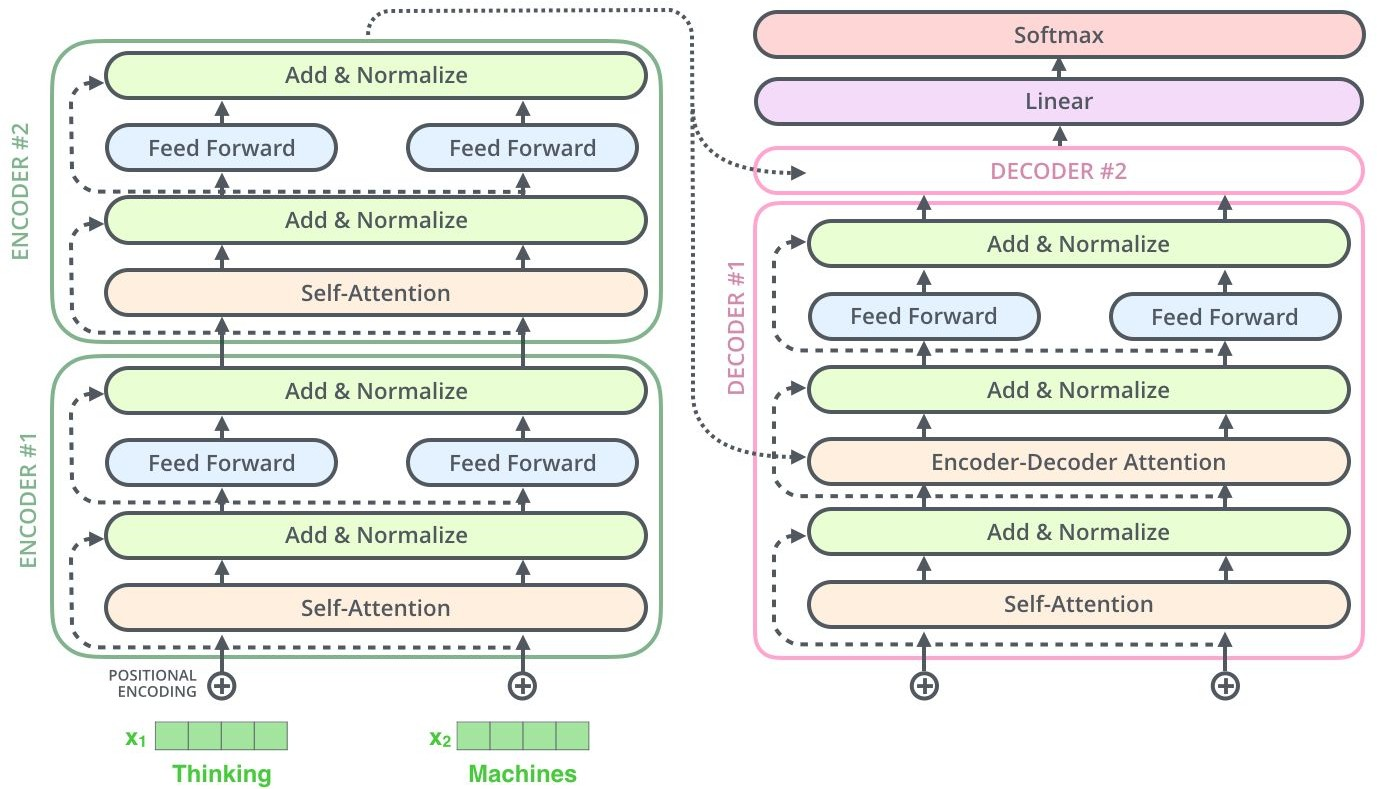 ENCODER #2
Add & Normalize
Feed Forward
Feed Forward
Add & Normalize
Self-Attention
ENCODER #1
Add & Normalize
Feed Forward
Feed Forward
Add & Normalize
Self-Attention
POSITIONAL
ENCODING
x₁
x₂
Thinking
Machines
Softmax
Linear
DECODER #2
DECODER #1
Add & Normalize
Feed Forward
Feed Forward
Add & Normalize
Encoder-Decoder Attention
Add & Normalize
Self-Attention